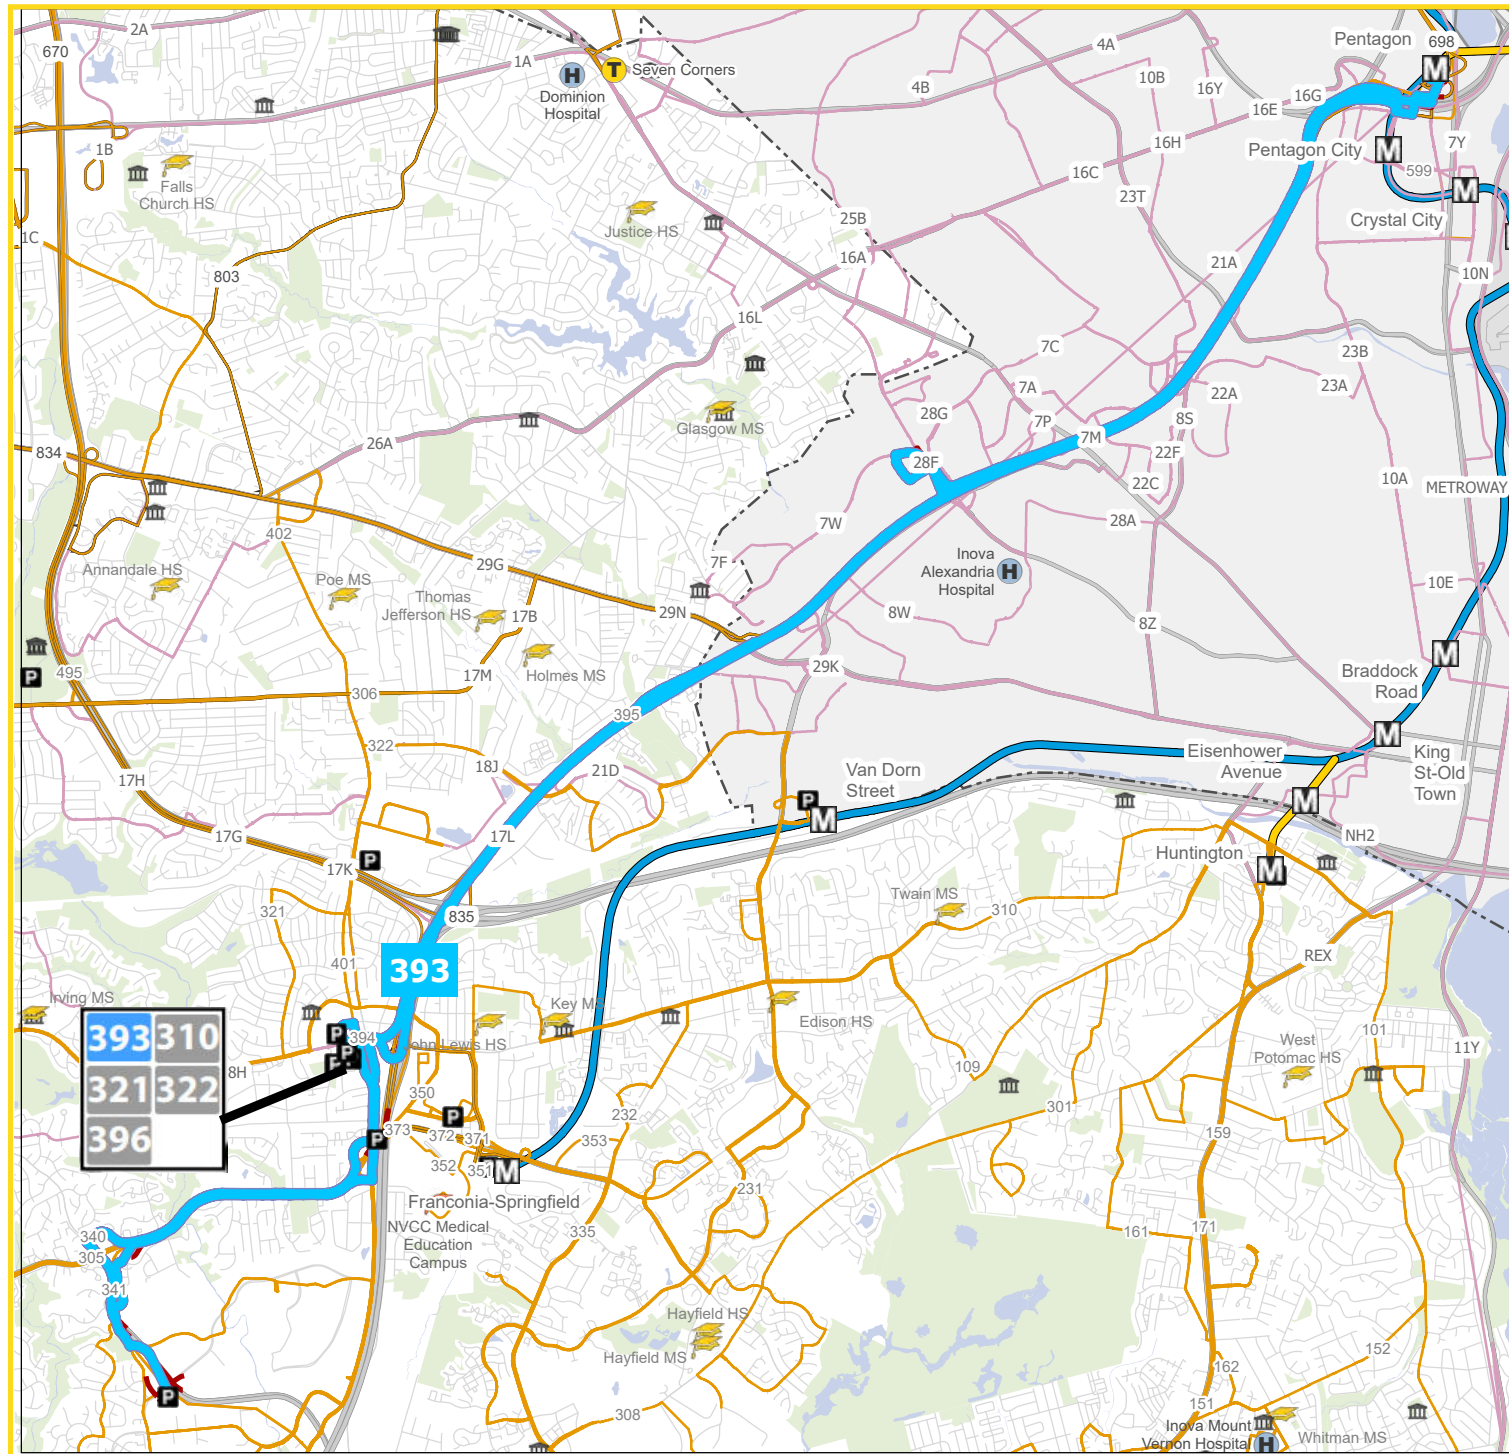 2A
670
1A
T
Seven Corners
H
Dominion
Hospital
4A
Pentagon
698
M
10B
16Y
4B
16G
16E
1B
16H
Pentagon City
M
7Y
599
Falls
Church HS
16C
23T
M
Crystal City
25B
Justice HS
1C
16A
21A
10N
803
16L
7C
23B
7A
23A
22A
28G
8S
Glasgow MS
7P
7M
26A
834
28F
22F
22C
10A
METROWAY
402
7W
28A
Inova
Alexandria
Hospital
H
29G
7F
Annandale HS
Poe MS
10E
Thomas
Jefferson HS
17B
29N
8W
8Z
M
Braddock
Road
495
P
17M
Holmes MS
29K
306
395
322
M
King
St-Old
Town
Eisenhower
Avenue
M
18J
21D
Van Dorn
Street
P
M
17H
17G
17L
NH2
17K
P
Huntington
M
Twain MS
321
835
310
401
393
REX
Irving MS
Key MS
Edison HS
101
P
394
John Lewis HS
P
P
West
Potomac HS
11Y
393 310
321 322
396
8H
P
350
109
232
301
P
373
372
371
353
159
P
352
351
M
231
Franconia-Springfield
NVCC Medical
Education
Campus
335
161
171
340
305
341
Hayfield HS
Hayfield MS
152
162
P
151
308
Inova Mount
Vernon Hospital
H
Whitman MS